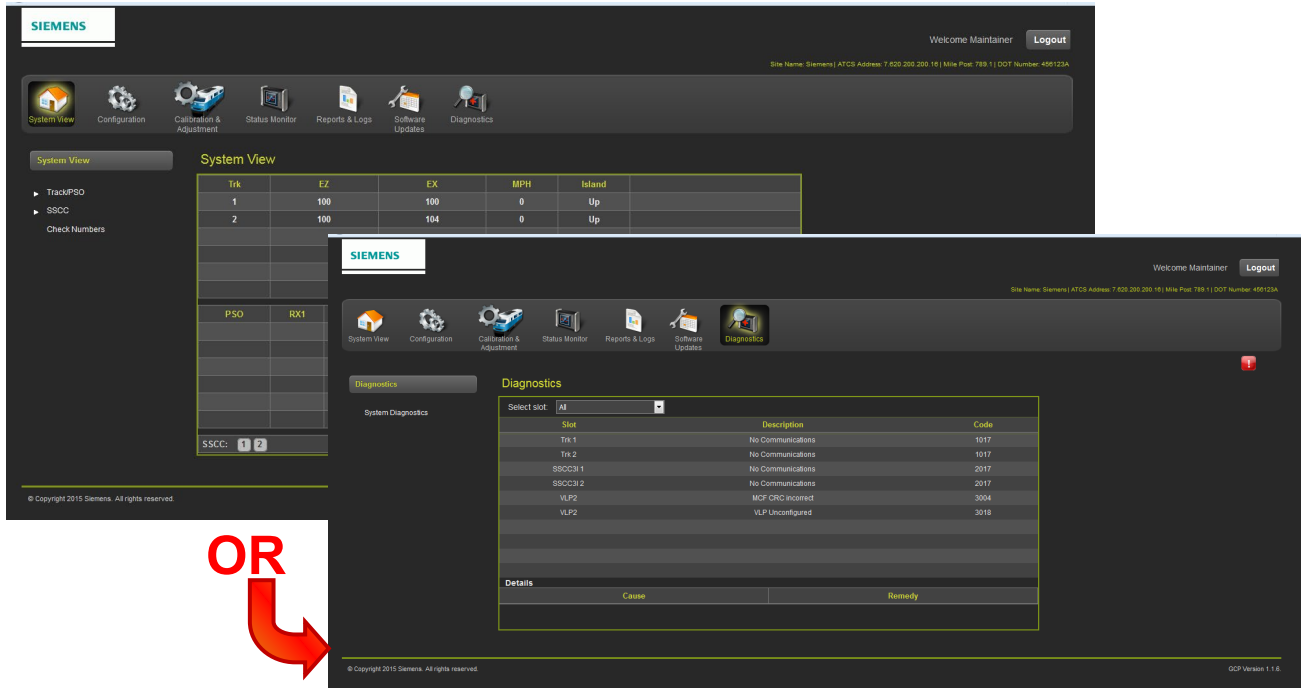 SIEMENS
Welcome Maintainer Logout
Site Name: Siemens | ATCS Address: 7.620.200.200.16 | Mile Post: 789.1 | DOT Number: 456123A
System View Configuration Calibration & Adjustment Status Monitor Reports & Logs Software Updates Diagnostics
System View
System View
Track/PSO
SSCC
Check Numbers
Trk EZ EX MPH Island
1 100 100 0 Up
2 100 104 0 Up
PSO RX1
SSCC: 1 2
© Copyright 2015 Siemens. All rights reserved.
OR
SIEMENS
Welcome Maintainer Logout
Site Name: Siemens | ATCS Address: 7.620.200.200.16 | Mile Post: 789.1 | DOT Number: 456123A
System View Configuration Calibration & Adjustment Status Monitor Reports & Logs Software Updates Diagnostics
!
Diagnostics
System Diagnostics
Diagnostics
Select slot: All
Slot Description Code
Trk 1 No Communications 1017
Trk 2 No Communications 1017
SSCC3I 1 No Communications 2017
SSCC3I 2 No Communications 2017
VLP2 MCF CRC incorrect 3004
VLP2 VLP Unconfigured 3018
Details
Cause Remedy
© Copyright 2015 Siemens. All rights reserved.
GCP Version 1.1.6.